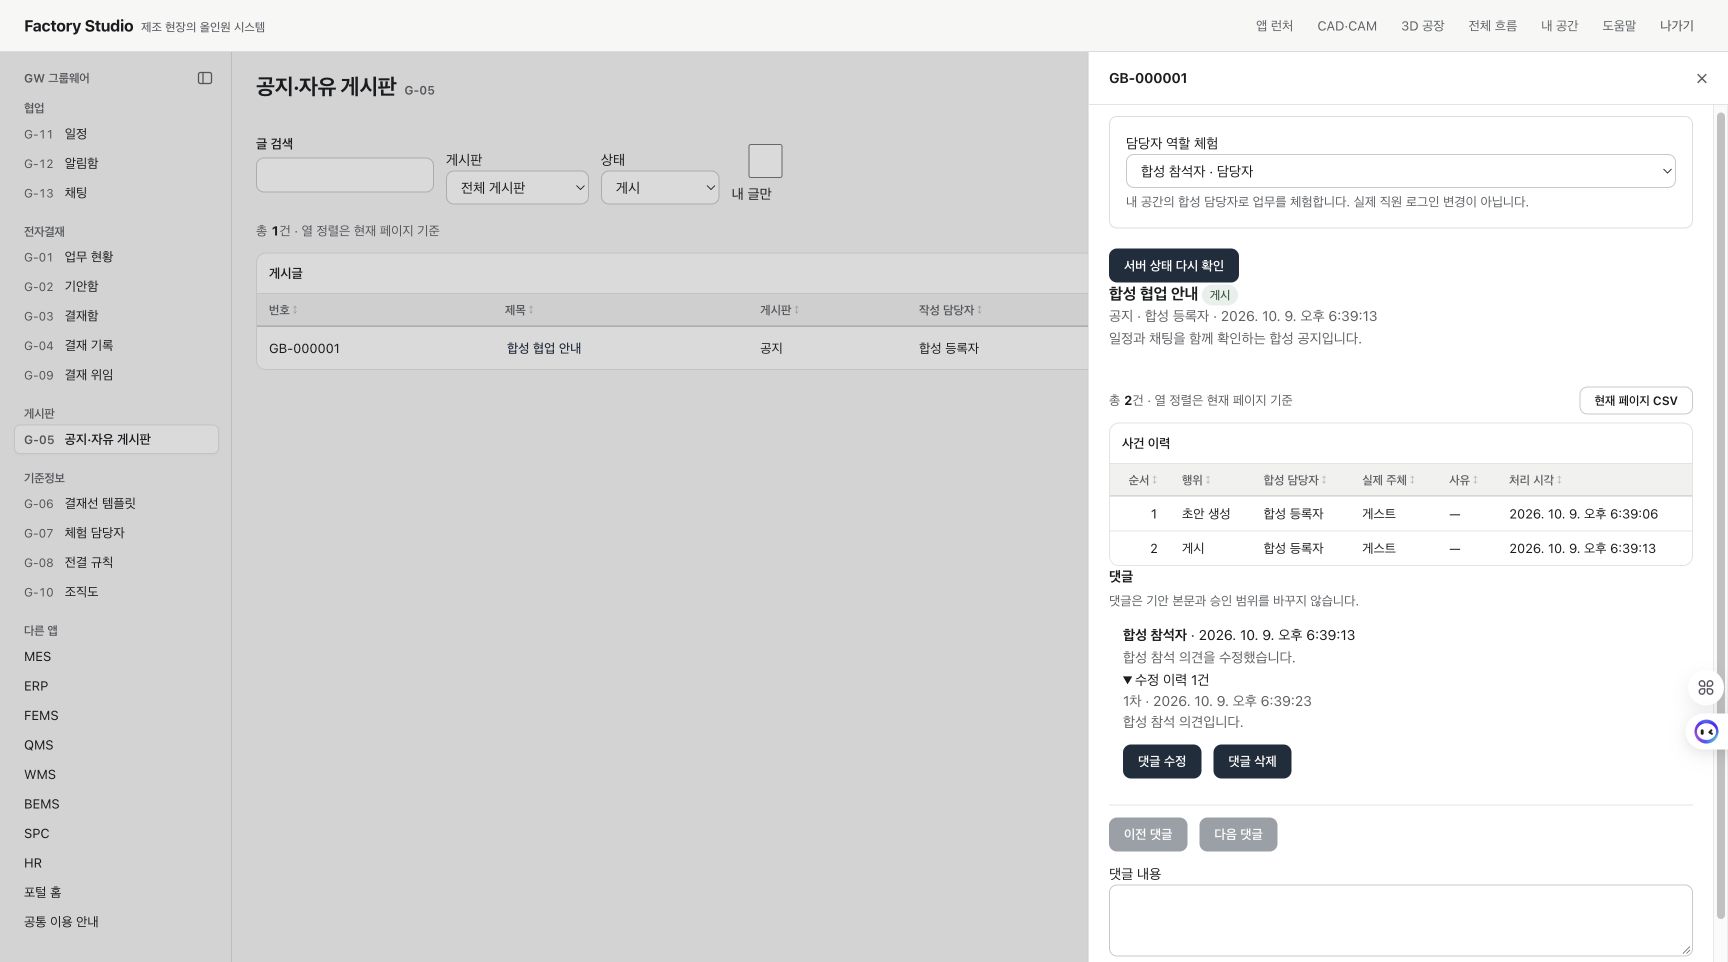 Factory Studio 제조 현장의 올인원 시스템
앱 런처 CAD·CAM 3D 공장 전체 흐름 내 공간 도움말 나가기
GW 그룹웨어
협업
G-11 일정
G-12 알림함
G-13 채팅
전자결재
G-01 업무 현황
G-02 기안함
G-03 결재함
G-04 결재 기록
G-09 결재 위임
게시판
G-05 공지·자유 게시판
기준정보
G-06 결재선 템플릿
G-07 체험 담당자
G-08 전결 규칙
G-10 조직도
다른 앱
MES
ERP
FEMS
QMS
WMS
BEMS
SPC
HR
포털 홈
공통 이용 안내
공지·자유 게시판 G-05
글 검색
게시판
전체 게시판
상태
게시
내 글만
총 1건 · 열 정렬은 현재 페이지 기준
게시글
번호 제목 게시판 작성 담당자
GB-000001 합성 협업 안내 공지 합성 등록자
GB-000001
담당자 역할 체험
합성 참석자 · 담당자
내 공간의 합성 담당자로 업무를 체험합니다. 실제 직원 로그인 변경이 아닙니다.
서버 상태 다시 확인
합성 협업 안내 게시
공지 · 합성 등록자 · 2026. 10. 9. 오후 6:39:13
일정과 채팅을 함께 확인하는 합성 공지입니다.
총 2건 · 열 정렬은 현재 페이지 기준
현재 페이지 CSV
사건 이력
순서 행위 합성 담당자 실제 주체 사유 처리 시각
1 초안 생성 합성 등록자 게스트 — 2026. 10. 9. 오후 6:39:06
2 게시 합성 등록자 게스트 — 2026. 10. 9. 오후 6:39:13
댓글
댓글은 기안 본문과 승인 범위를 바꾸지 않습니다.
합성 참석자 · 2026. 10. 9. 오후 6:39:13
합성 참석 의견을 수정했습니다.
▼ 수정 이력 1건
1차 · 2026. 10. 9. 오후 6:39:23
합성 참석 의견입니다.
댓글 수정 댓글 삭제
이전 댓글 다음 댓글
댓글 내용